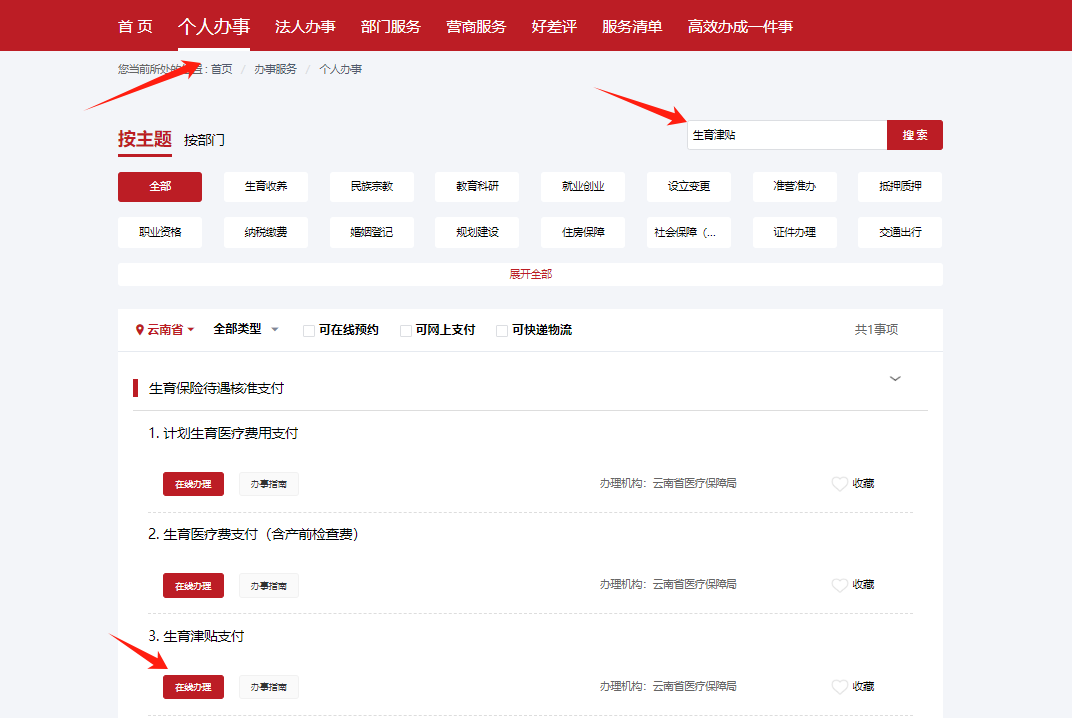 首页 个人办事 法人办事 部门服务 营商服务 好差评 服务清单 高效办成一件事
您当前所处的 置：首页 / 办事服务 / 个人办事
按主题 按部门 生育津贴 搜索
全部 生育收养 民族宗教 教育科研 就业创业 设立变更 准营准办 抵押质押
职业资格 纳税缴费 婚姻登记 规划建设 住房保障 社会保障（... 证件办理 交通出行
展开全部
云南省 全部类型 可在线预约 可网上支付 可快递物流 共1事项
生育保险待遇核准支付
1. 计划生育医疗费用支付
在线办理 办事指南 办理机构：云南省医疗保障局 收藏
2. 生育医疗费支付（含产前检查费）
在线办理 办事指南 办理机构：云南省医疗保障局 收藏
3. 生育津贴支付
在线办理 办事指南 办理机构：云南省医疗保障局 收藏